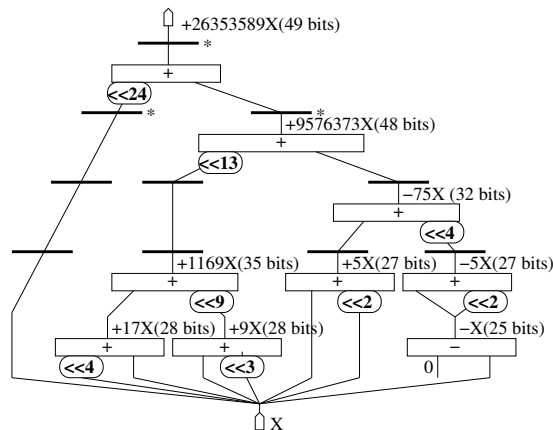 +26353589X(49 bits)
*
+
<<24
*
*
+9576373X(48 bits)
+
<<13
−75X (32 bits)
+
<<4
+1169X(35 bits)
+5X(27 bits)
−5X(27 bits)
+
+
+
<<9
<<2
<<2
+17X(28 bits)
+9X(28 bits)
−X(25 bits)
+
+
−
<<4
<<3
0
X